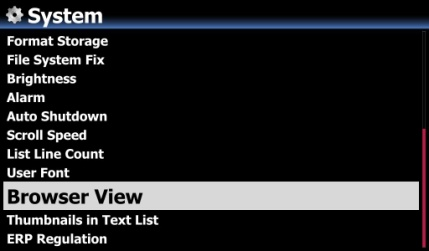 System
Format Storage
File System Fix
Brightness
Alarm
Auto Shutdown
Scroll Speed
List Line Count
User Font
Browser View
Thumbnails in Text List
ERP Regulation